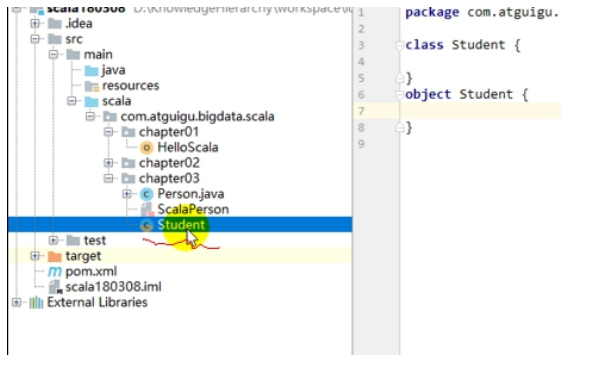 scala180308 D:\KnowledgeHierarchy\workspace\
.idea
src
main
java
resources
scala
com.atguigu.bigdata.scala
chapter01
HelloScala
chapter02
chapter03
Person.java
ScalaPerson
Student
test
target
pom.xml
scala180308.iml
External Libraries
1 package com.atguigu.
2
3 class Student {
4
5 }
6 object Student {
7
8 }
9